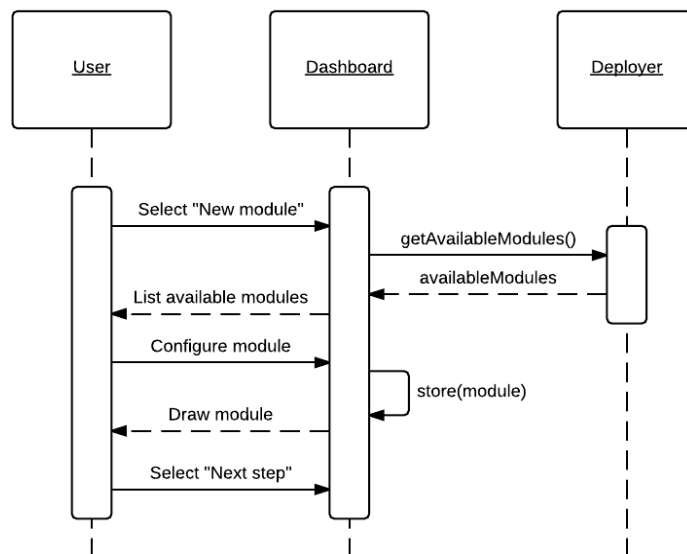 User
Dashboard
Deployer
Select "New module"
getAvailableModules()
availableModules
List available modules
Configure module
store(module)
Draw module
Select "Next step"